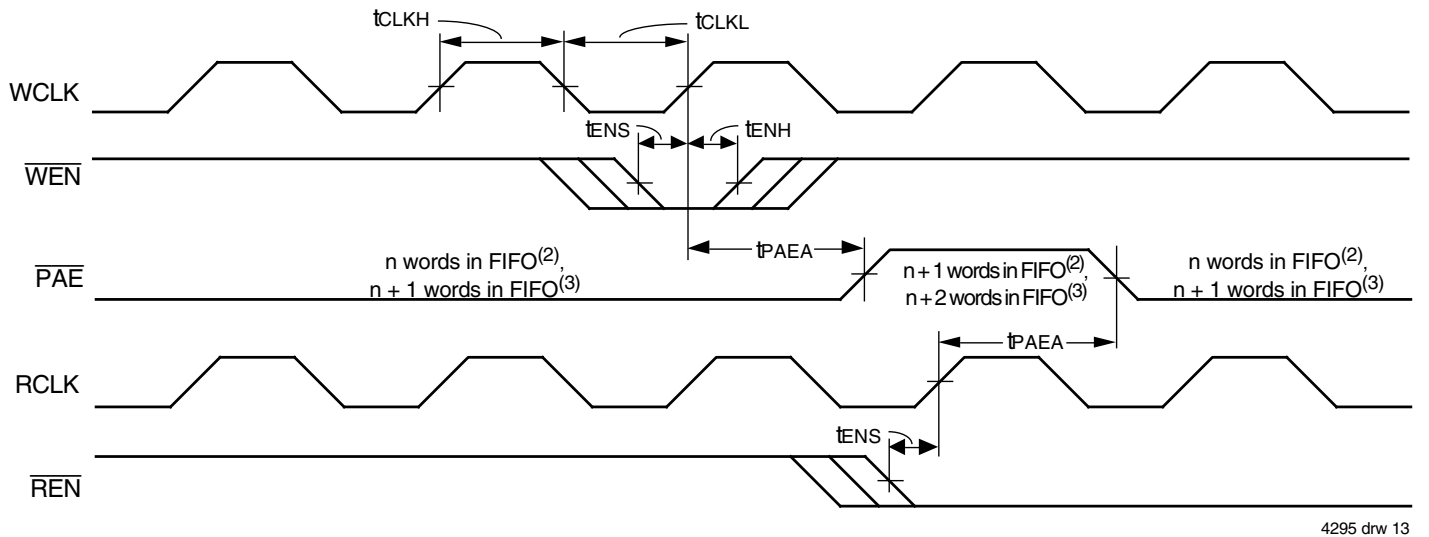 tCLKH
tCLKL
WCLK
tENS
tENH
WEN
tPAEA
PAE
n words in FIFO(2),
n + 1 words in FIFO(3)
n + 1 words in FIFO(2),
n + 2 words in FIFO(3)
n words in FIFO(2),
n + 1 words in FIFO(3)
tPAEA
RCLK
tENS
REN
4295 drw 13